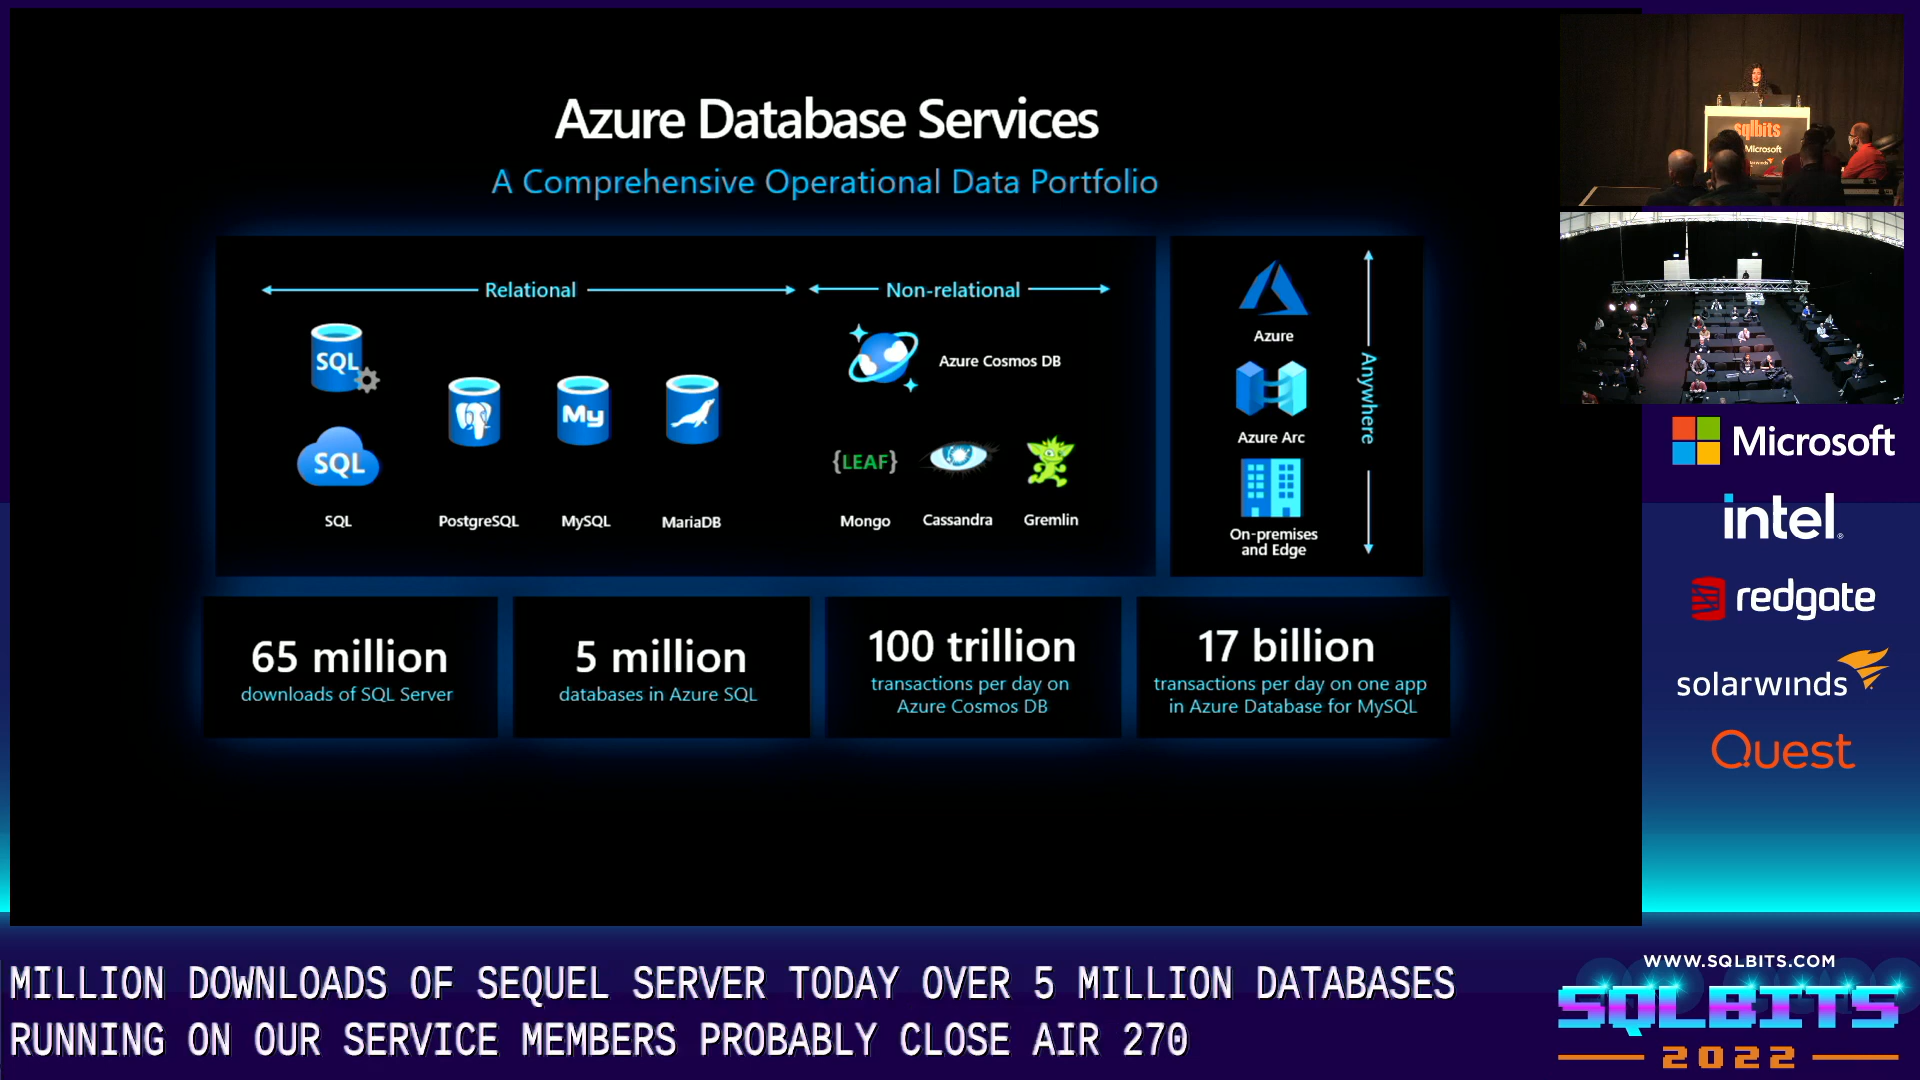 Azure Database Services
A Comprehensive Operational Data Portfolio
Relational
Non-relational
SQL
SQL
SQL
PostgreSQL
My
MySQL
MariaDB
Azure Cosmos DB
{LEAF}
Mongo
Cassandra
Gremlin
Azure
Azure Arc
On-premises
and Edge
Anywhere
65 million
downloads of SQL Server
5 million
databases in Azure SQL
100 trillion
transactions per day on
Azure Cosmos DB
17 billion
transactions per day on one app
in Azure Database for MySQL
sqlbits
Microsoft
Microsoft
intel.
redgate
solarwinds
Quest
MILLION DOWNLOADS OF SEQUEL SERVER TODAY OVER 5 MILLION DATABASES
RUNNING ON OUR SERVICE MEMBERS PROBABLY CLOSE AIR 270
WWW.SQLBITS.COM
SQLBITS
2022